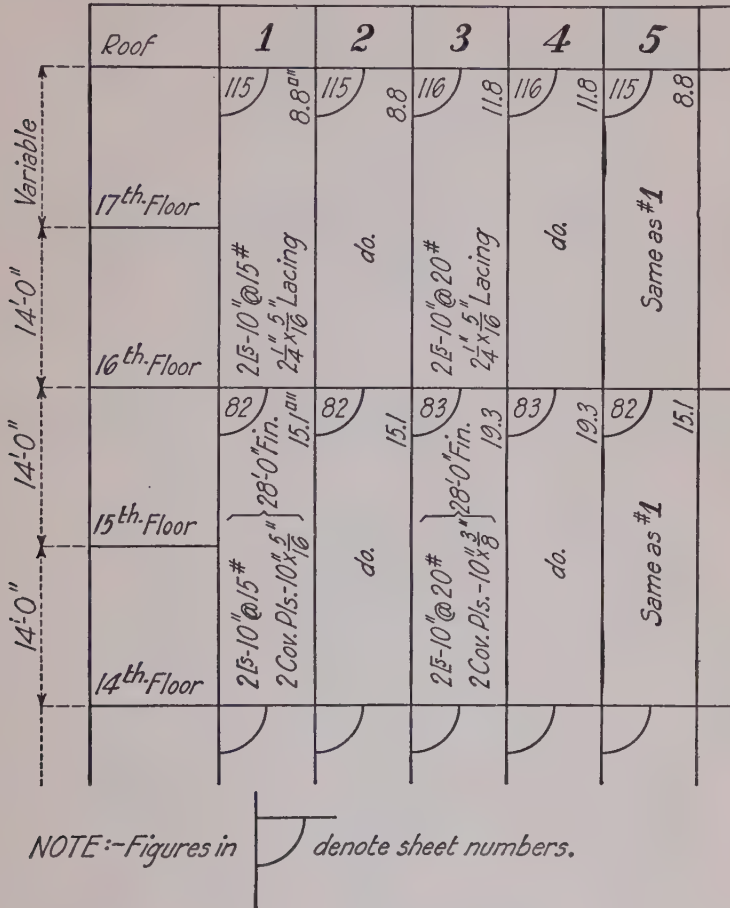 Roof 1 2 3 4 5
115 8.8▫" 115 8.8 116 11.8 116 11.8 115 8.8
Variable
17th-Floor
14'-0"
16th-Floor
2[s-10"@15#
2 1/4" x 5/16" Lacing
do.
2[s-10"@20#
2 1/4" x 5/16" Lacing
do.
Same as #1
82 15.1▫" 82 15.1 83 19.3 83 19.3 82 15.1
14'-0"
15th-Floor
14'-0"
14th-Floor
2[s-10"@15#
2 Cov. Pls.-10" x 5/16"
28'-0" Fin.
do.
2[s-10"@20#
2 Cov. Pls.-10" x 3/8"
28'-0" Fin.
do.
Same as #1
NOTE:-Figures in denote sheet numbers.